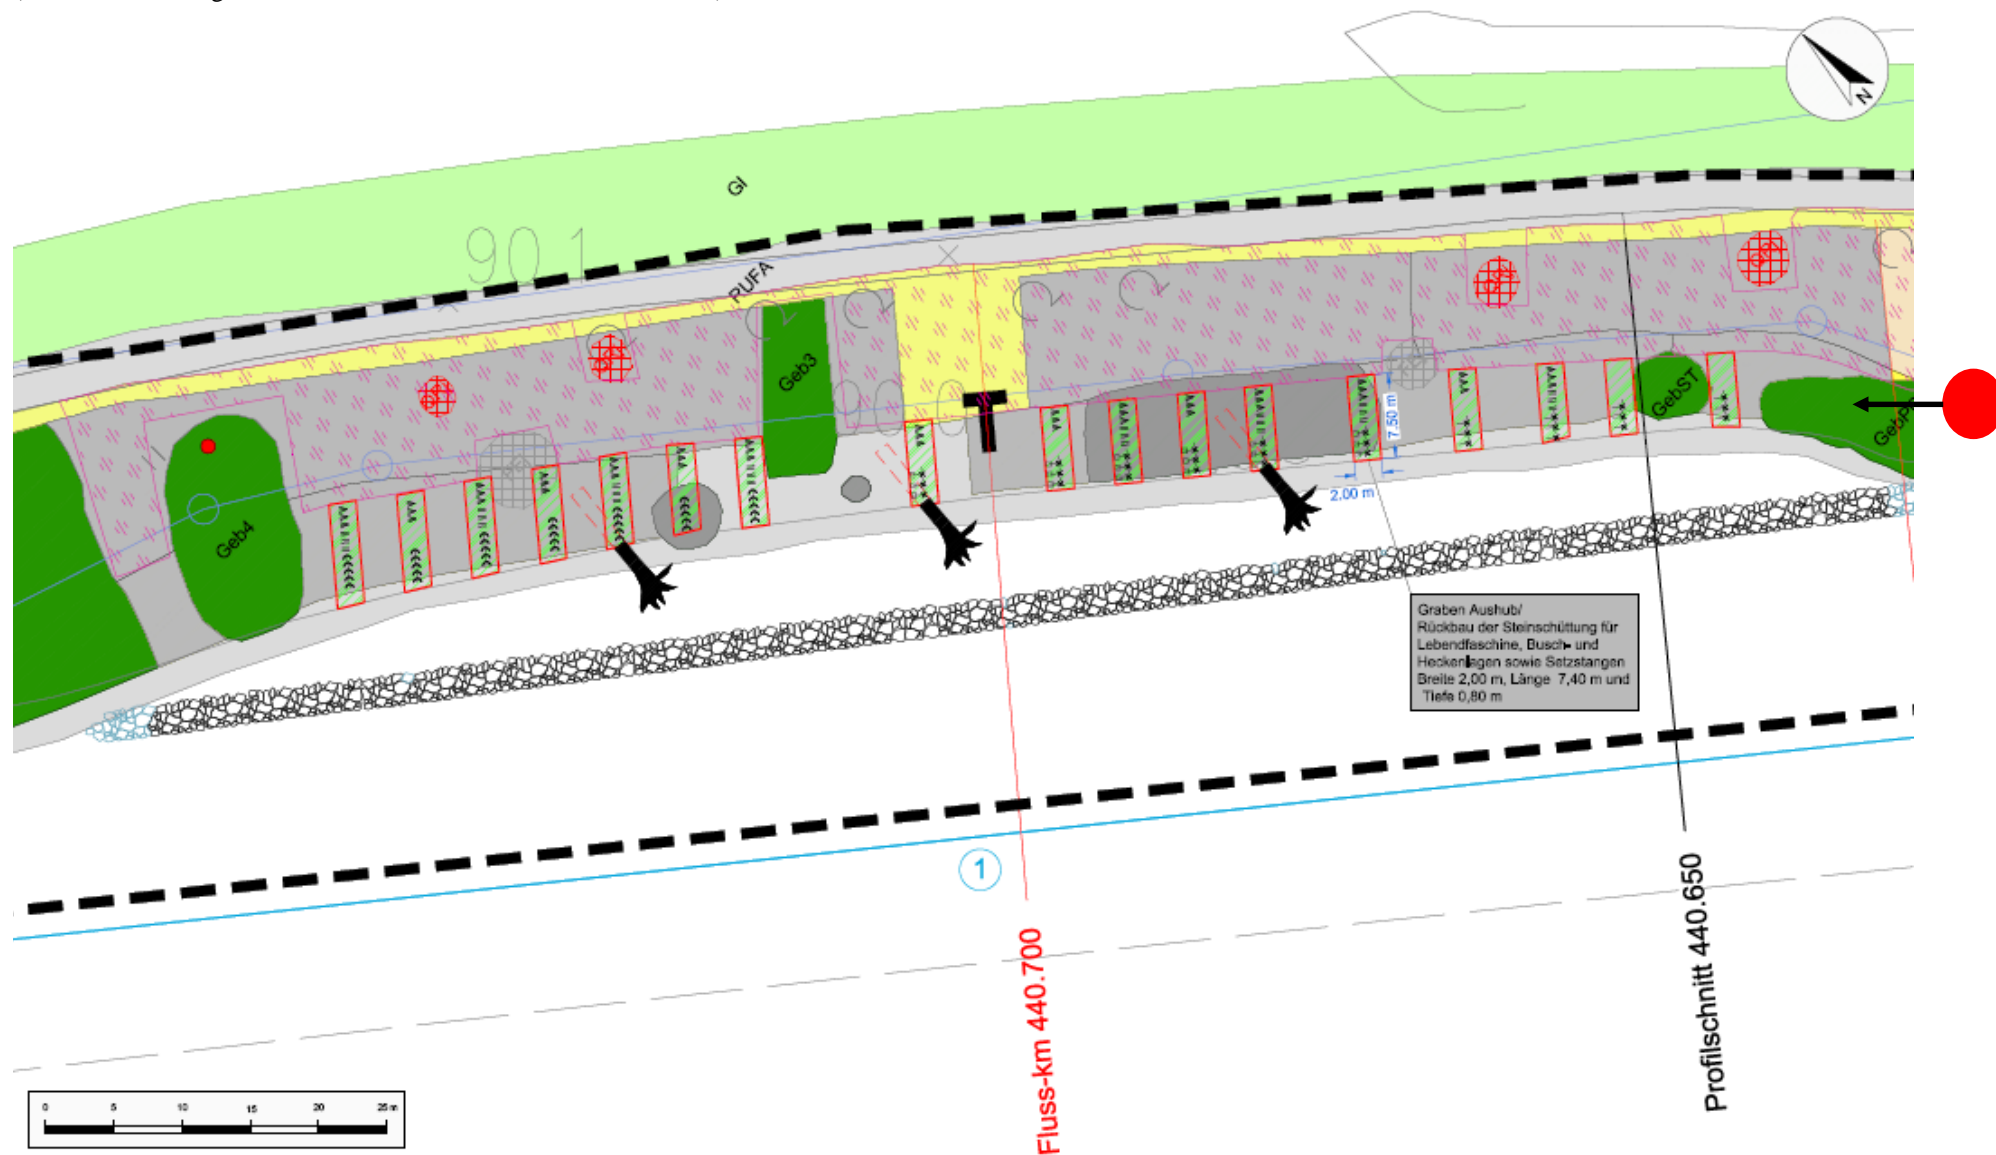 N
GI
90.1
RUFA
Geb3
GebST
Geb4
7.50 m
2.00 m
Graben Aushub/
Rückbau der Steinschüttung für
Lebendfaschine, Busch- und
Heckenlagen sowie Setzstangen
Breite 2,00 m, Länge 7,40 m und
Tiefe 0,80 m
1
Fluss-km 440.700
Profilschnitt 440.650
0 5 10 15 20 25 m